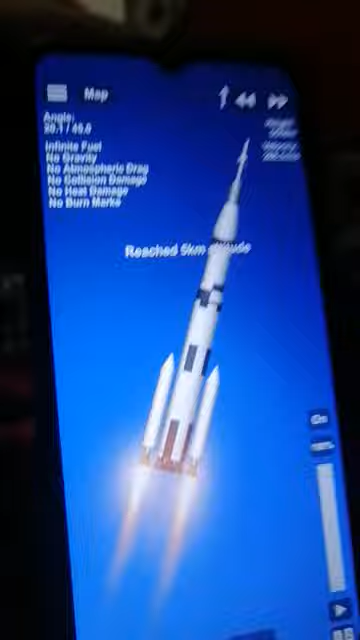 Map
Angle:
Infinite Fuel
No Gravity
No Atmospheric Drag
No Collision Damage
No Heat Damage
No Burn Marks
Reached 5km altitude
On